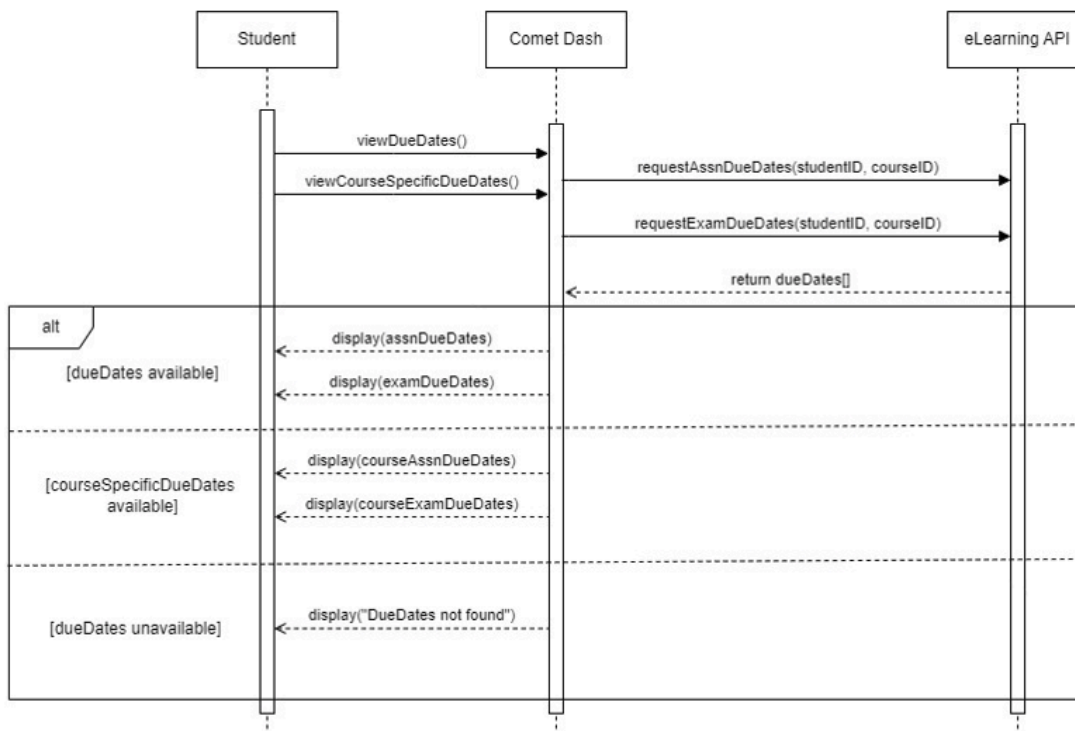 Student
Comet Dash
eLearning API
viewDueDates()
requestAssnDueDates(studentID, courseID)
viewCourseSpecificDueDates()
requestExamDueDates(studentID, courseID)
return dueDates[]
alt
display(assnDueDates)
[dueDates available]
display(examDueDates)
display(courseAssnDueDates)
[courseSpecificDueDates
available]
display(courseExamDueDates)
display("DueDates not found")
[dueDates unavailable]